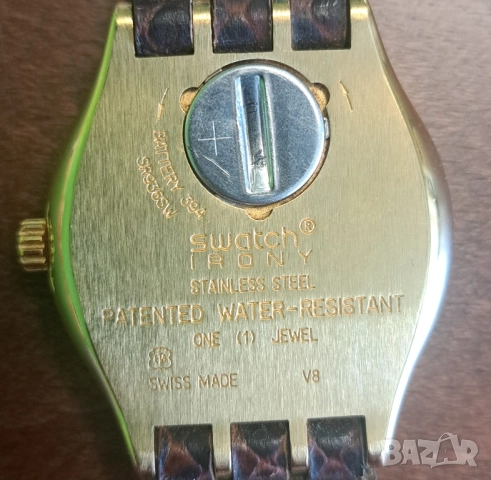 +
BATTERY 394
SR936SW
swatch®
IRONY
STAINLESS STEEL
PATENTED WATER-RESISTANT
ONE (1) JEWEL
SWISS MADE V8
BAZAR.bg